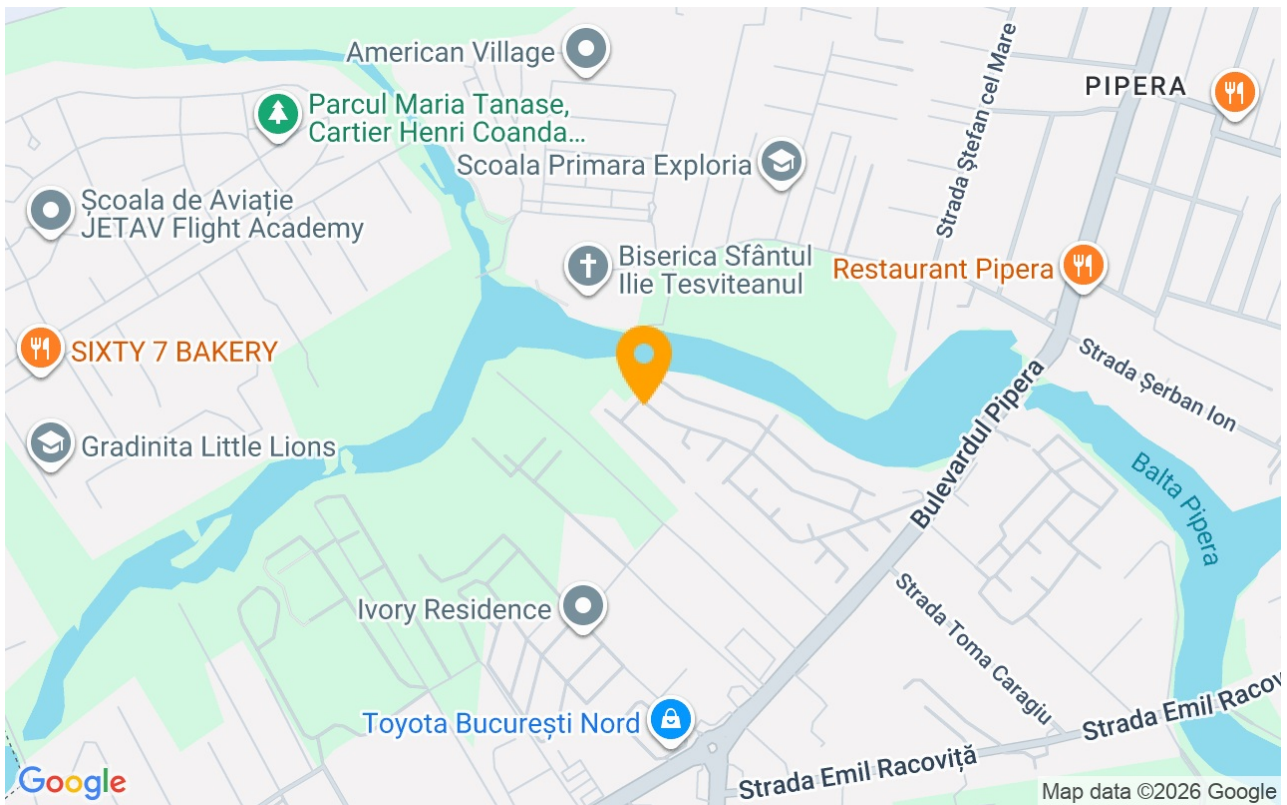 American Village
PIPERA
Parcul Maria Tanase,
Cartier Henri Coanda...
Strada Ștefan cel Mare
Scoala Primara Exploria
Școala de Aviație
JETAV Flight Academy
Biserica Sfântul
Ilie Tesviteanul
Restaurant Pipera
SIXTY 7 BAKERY
Strada Șerban Ion
Bulevardul Pipera
Gradinita Little Lions
Balta Pipera
Ivory Residence
Strada Toma Caragiu
Toyota București Nord
Strada Emil Racov
Strada Emil Racoviță
Google
Map data ©2026 Google